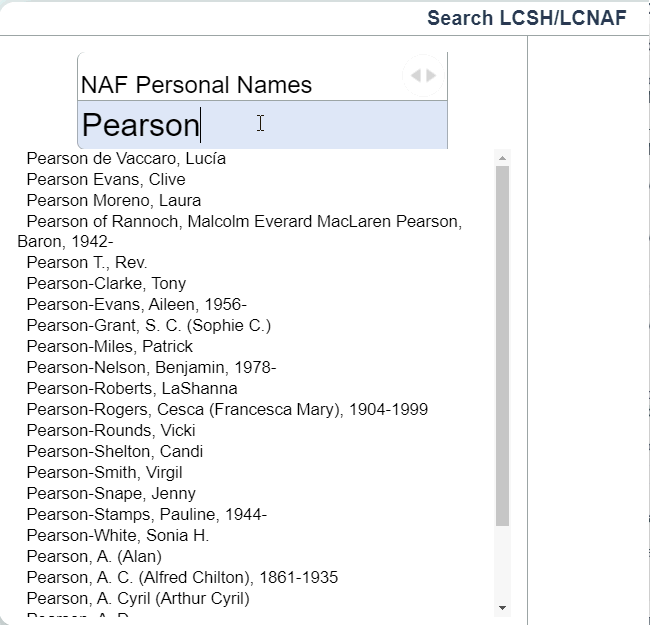 Search LCSH/LCNAF
NAF Personal Names
Pearson
Pearson de Vaccaro, Lucía
Pearson Evans, Clive
Pearson Moreno, Laura
Pearson of Rannoch, Malcolm Everard MacLaren Pearson,
Baron, 1942-
Pearson T., Rev.
Pearson-Clarke, Tony
Pearson-Evans, Aileen, 1956-
Pearson-Grant, S. C. (Sophie C.)
Pearson-Miles, Patrick
Pearson-Nelson, Benjamin, 1978-
Pearson-Roberts, LaShanna
Pearson-Rogers, Cesca (Francesca Mary), 1904-1999
Pearson-Rounds, Vicki
Pearson-Shelton, Candi
Pearson-Smith, Virgil
Pearson-Snape, Jenny
Pearson-Stamps, Pauline, 1944-
Pearson-White, Sonia H.
Pearson, A. (Alan)
Pearson, A. C. (Alfred Chilton), 1861-1935
Pearson, A. Cyril (Arthur Cyril)